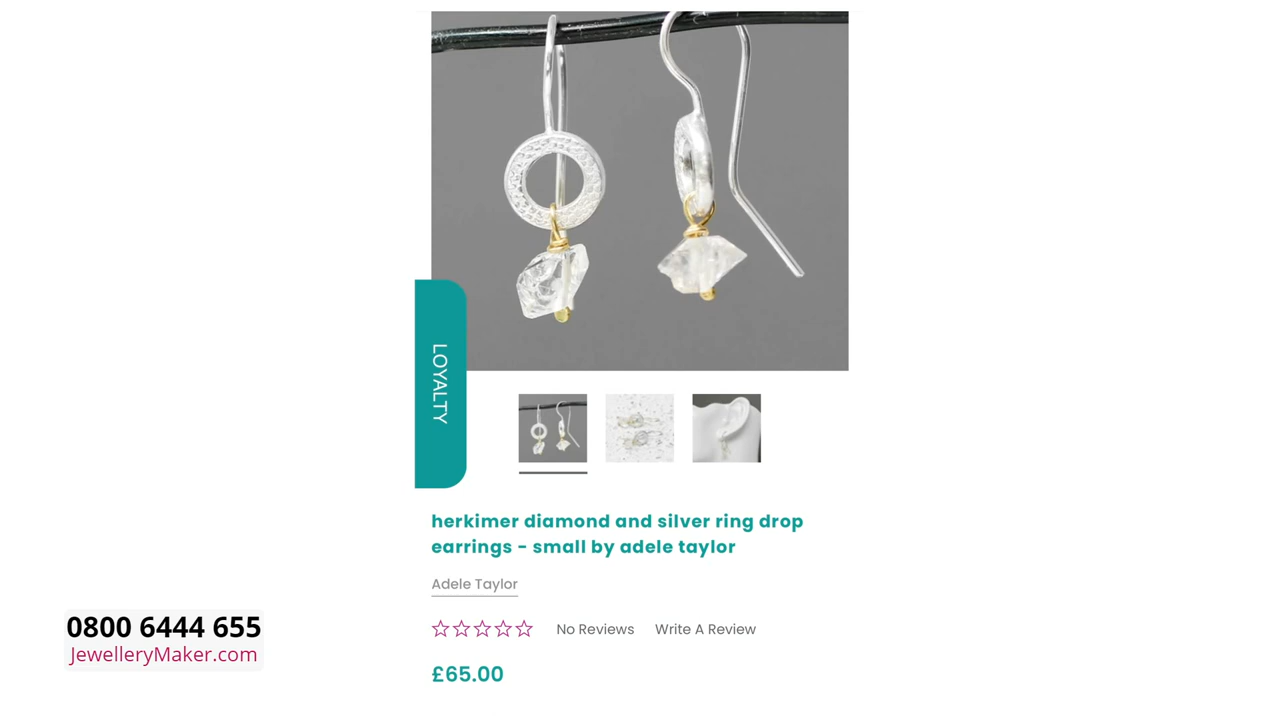 LOYALTY
herkimer diamond and silver ring drop
earrings - small by adele taylor
Adele Taylor
No Reviews Write A Review
£65.00
0800 6444 655
JewelleryMaker.com